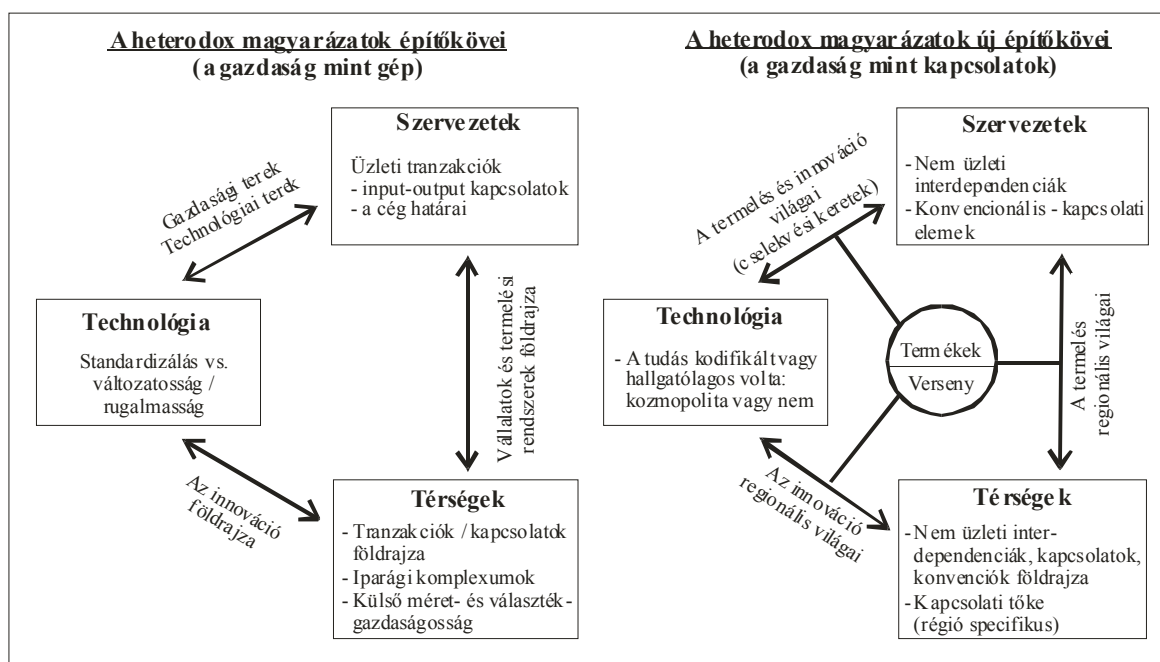 A heterodox magyarázatok építőkövei
(a gazdaság mint gép)
Szervezetek
Üzleti tranzakciók
- input-output kapcsolatok
- a cég határai
Gazdasági terek
Technológiai terek
Technológia
Standardizálás vs.
változatosság /
rugalmasság
Vállalatok és termelési
rendszerek földrajza
Az innováció
földrajza
Térségek
- Tranzakciók / kapcsolatok
földrajza
- Iparági komplexumok
- Külső méret- és választék-
gazdaságosság
A heterodox magyarázatok új építőkövei
(a gazdaság mint kapcsolatok)
Szervezetek
- Nem üzleti
interdependenciák
- Konvencionális - kapcsolati
elemek
A termelés és innováció
világai
(cselekvési keretek)
Technológia
- A tudás kodifikált vagy
hallgatólagos volta:
kozmopolita vagy nem
Termékek
Verseny
A termelés
regionális világai
Az innováció
regionális világai
Térségek
- Nem üzleti inter-
dependenciák, kapcsolatok,
konvenciók földrajza
- Kapcsolati tőke
(régió specifikus)